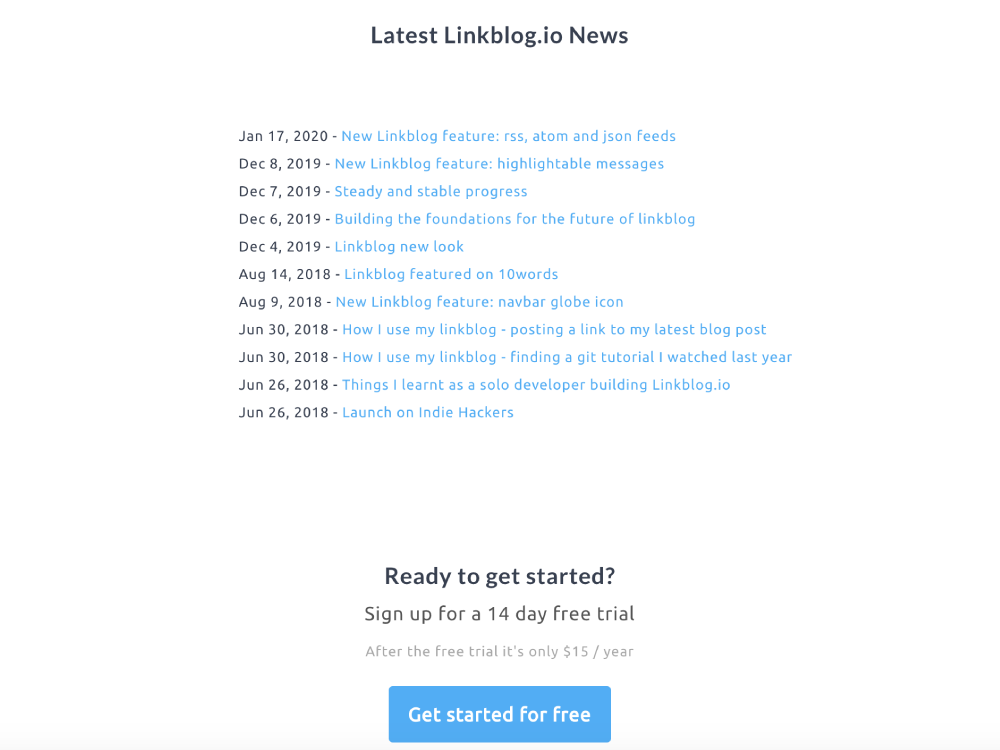 Latest Linkblog.io News
Jan 17, 2020 - New Linkblog feature: rss, atom and json feeds
Dec 8, 2019 - New Linkblog feature: highlightable messages
Dec 7, 2019 - Steady and stable progress
Dec 6, 2019 - Building the foundations for the future of linkblog
Dec 4, 2019 - Linkblog new look
Aug 14, 2018 - Linkblog featured on 10words
Aug 9, 2018 - New Linkblog feature: navbar globe icon
Jun 30, 2018 - How I use my linkblog - posting a link to my latest blog post
Jun 30, 2018 - How I use my linkblog - finding a git tutorial I watched last year
Jun 26, 2018 - Things I learnt as a solo developer building Linkblog.io
Jun 26, 2018 - Launch on Indie Hackers
Ready to get started?
Sign up for a 14 day free trial
After the free trial it's only $15 / year
Get started for free